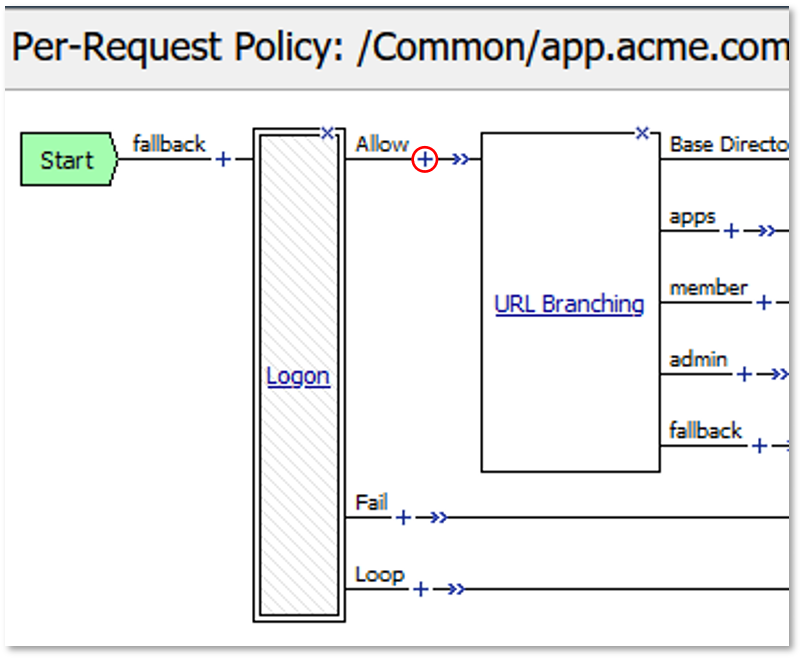 Per-Request Policy: /Common/app.acme.com
Start
fallback
Logon
Allow
URL Branching
Base Directo
apps
member
admin
fallback
Fail
Loop